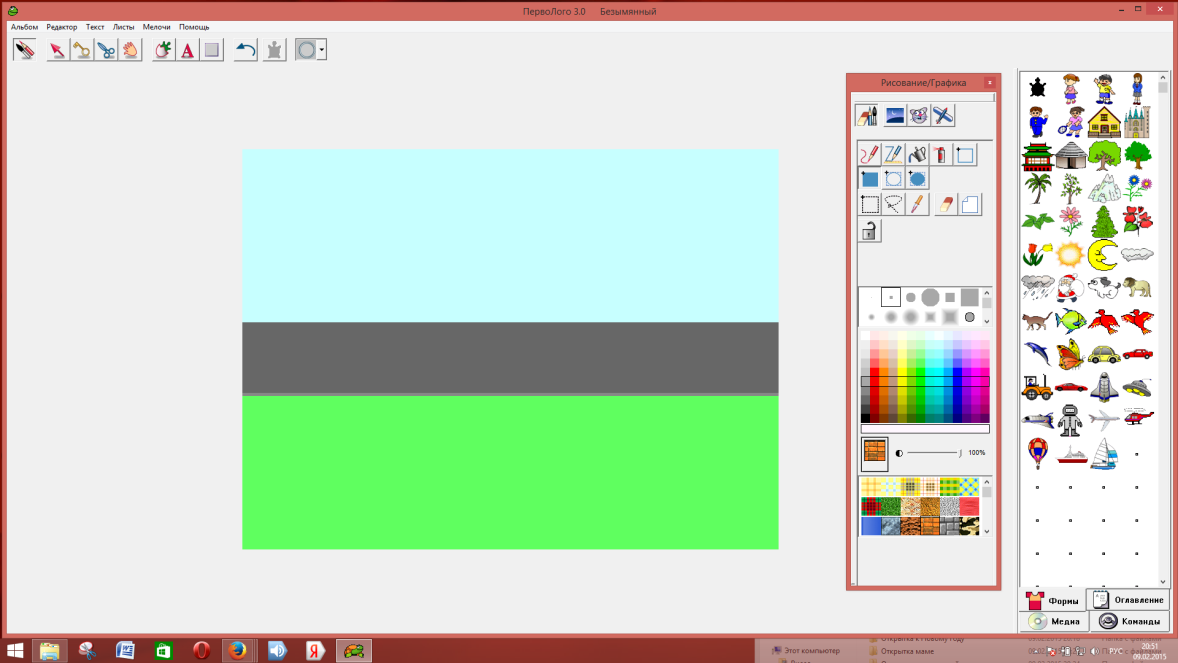 ПервоЛого 3.0 Безымянный
Альбом Редактор Текст Листы Мелочи Помощь
Рисование/Графика
100%
Формы
Оглавление
Медиа
Команды
Открытка к Новому году
Этот компьютер
Открытка маме
РУС
20:51
09.02.2015